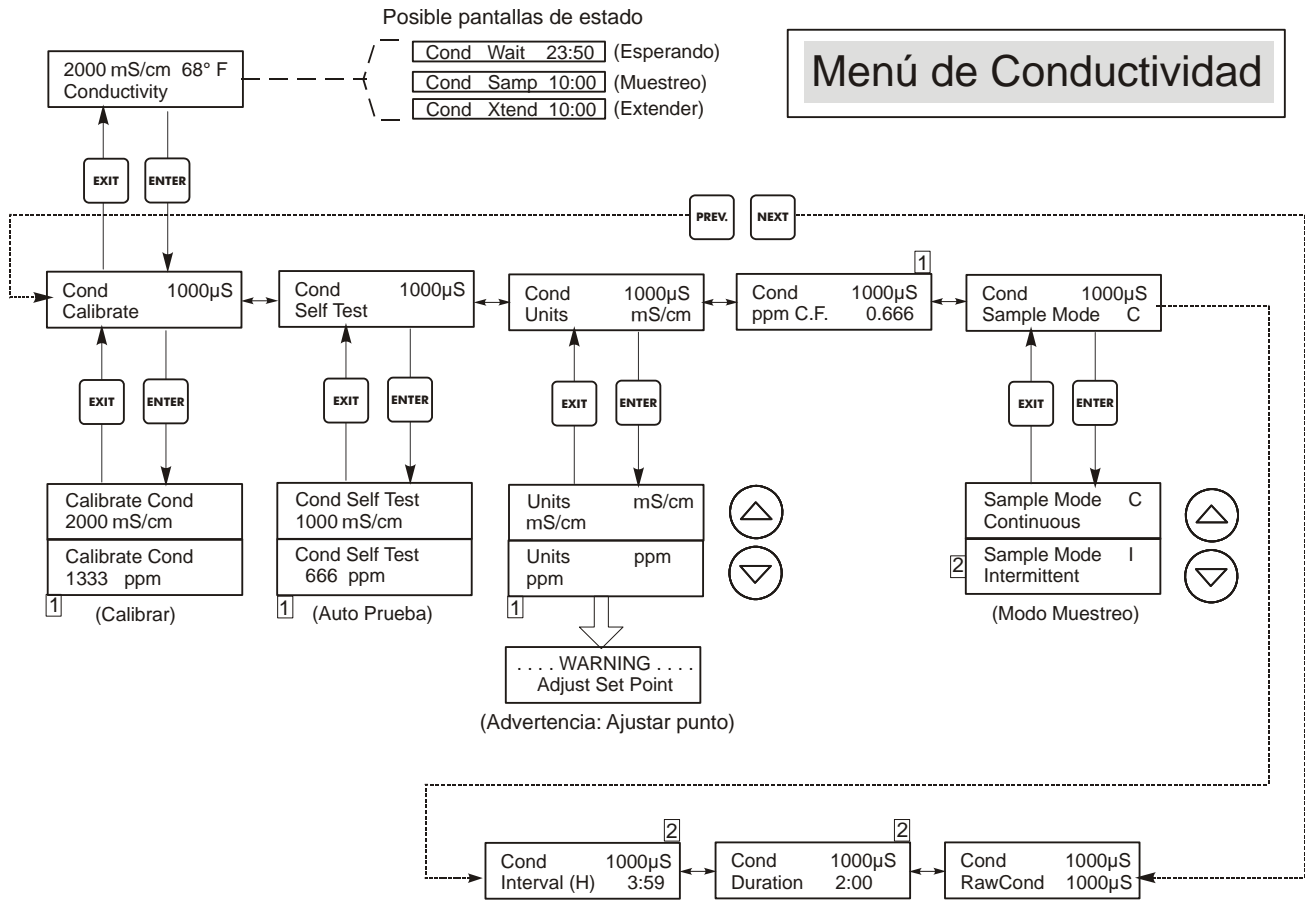 Posible pantallas de estado
Cond Wait 23:50 (Esperando)
Cond Samp 10:00 (Muestreo)
Cond Xtend 10:00 (Extender)
Menú de Conductividad
2000 mS/cm 68° F
Conductivity
EXIT
ENTER
PREV.
NEXT
Cond 1000µS
Calibrate
Cond 1000µS
Self Test
Cond 1000µS
Units mS/cm
1
Cond 1000µS
ppm C.F. 0.666
Cond 1000µS
Sample Mode C
EXIT
ENTER
EXIT
ENTER
EXIT
ENTER
EXIT
ENTER
Calibrate Cond
2000 mS/cm
Calibrate Cond
1333 ppm
1
(Calibrar)
Cond Self Test
1000 mS/cm
Cond Self Test
666 ppm
1
(Auto Prueba)
Units mS/cm
mS/cm
Units ppm
ppm
1
. . . . WARNING . . . .
Adjust Set Point
(Advertencia: Ajustar punto)
Sample Mode C
Continuous
Sample Mode I
Intermittent
2
(Modo Muestreo)
2
Cond 1000µS
Interval (H) 3:59
2
Cond 1000µS
Duration 2:00
Cond 1000µS
RawCond 1000µS